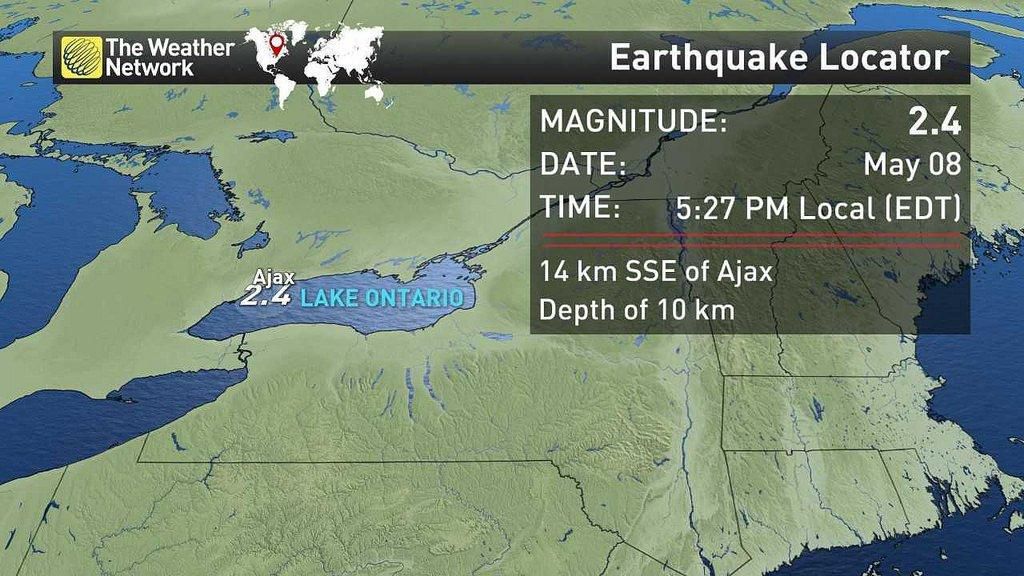 The Weather
Network
Earthquake Locator
MAGNITUDE: 2.4
DATE: May 08
TIME: 5:27 PM Local (EDT)
14 km SSE of Ajax
Depth of 10 km
Ajax
2.4 LAKE ONTARIO